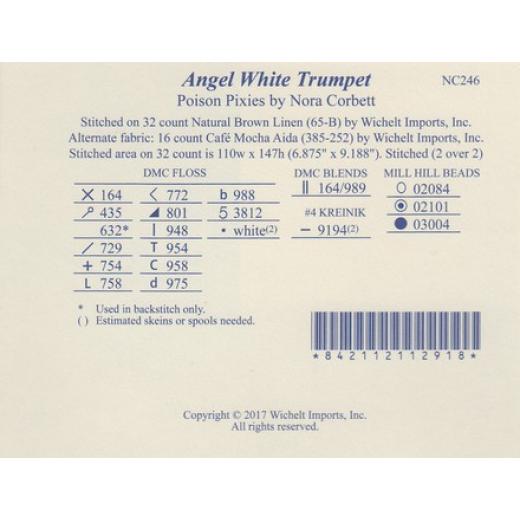 Angel White Trumpet NC246
Poison Pixies by Nora Corbett
Stitched on 32 count Natural Brown Linen (65-B) by Wichelt Imports, Inc.
Alternate fabric: 16 count Café Mocha Aida (385-252) by Wichelt Imports, Inc.
Stitched area on 32 count is 110w x 147h (6.875" x 9.188"). Stitched (2 over 2)
DMC FLOSS DMC BLENDS MILL HILL BEADS
164 772 b 988 164/989 02084
435 801 5 3812 02101
632* I 948 • white(2) #4 KREINIK 03004
/ 729 T 954 – 9194(2)
+ 754 C 958
L 758 d 975
* Used in backstitch only.
( ) Estimated skeins or spools needed.
*842112112918*
Copyright © 2017 Wichelt Imports, Inc.
All rights reserved.